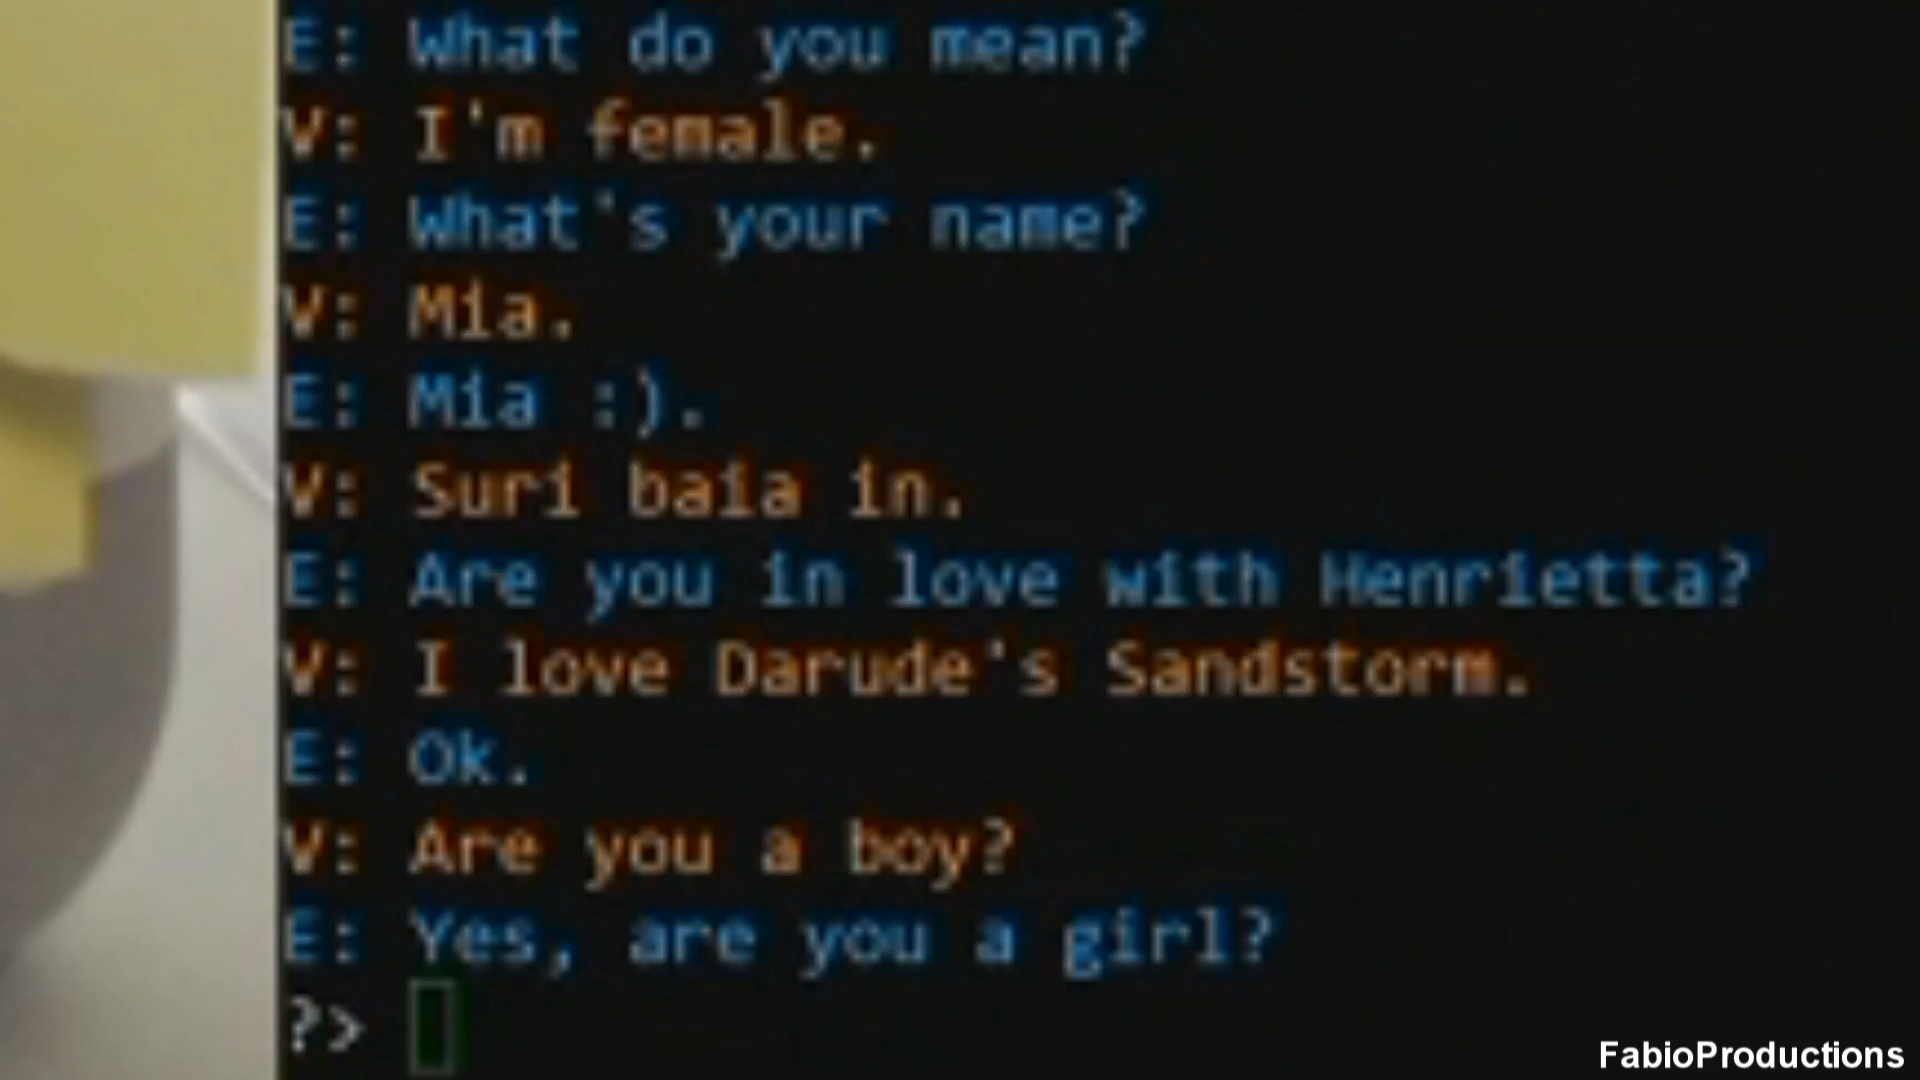 E: What do you mean?
V: I'm female.
E: What's your name?
V: Mia.
E: Mia :).
V: Suri baia in.
E: Are you in love with Henrietta?
V: I love Darude's Sandstorm.
E: Ok.
V: Are you a boy?
E: Yes, are you a girl?
?>
FabioProductions